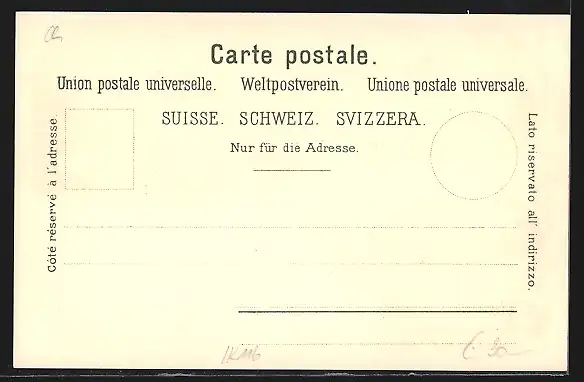 Carte postale.
Union postale universelle. Weltpostverein. Unione postale universale.
SUISSE. SCHWEIZ. SVIZZERA.
Nur für die Adresse.
Côté réservé à l'adresse.
Lato riservato all' indirizzo.